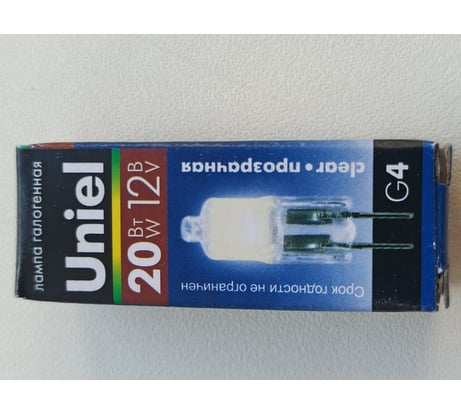 лампа галогенная
Uniel
20 Вт W 12 В V
clear • прозрачная
Срок годности не ограничен
G4